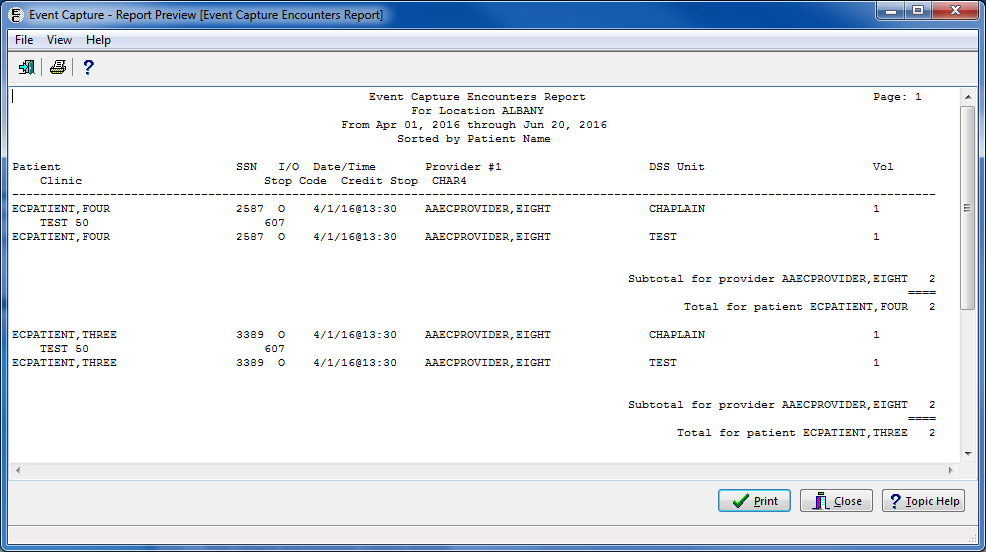 Event Capture - Report Preview [Event Capture Encounters Report]
File View Help
Event Capture Encounters Report Page: 1
For Location ALBANY
From Apr 01, 2016 through Jun 20, 2016
Sorted by Patient Name
Patient SSN I/O Date/Time Provider #1 DSS Unit Vol
Clinic Stop Code Credit Stop CHAR4
ECPATIENT,FOUR 2587 O 4/1/16@13:30 AAECPROVIDER,EIGHT CHAPLAIN 1
TEST 50 607
ECPATIENT,FOUR 2587 O 4/1/16@13:30 AAECPROVIDER,EIGHT TEST 1
Subtotal for provider AAECPROVIDER,EIGHT 2
====
Total for patient ECPATIENT,FOUR 2
ECPATIENT,THREE 3389 O 4/1/16@13:30 AAECPROVIDER,EIGHT CHAPLAIN 1
TEST 50 607
ECPATIENT,THREE 3389 O 4/1/16@13:30 AAECPROVIDER,EIGHT TEST 1
Subtotal for provider AAECPROVIDER,EIGHT 2
====
Total for patient ECPATIENT,THREE 2
Print Close ? Topic Help